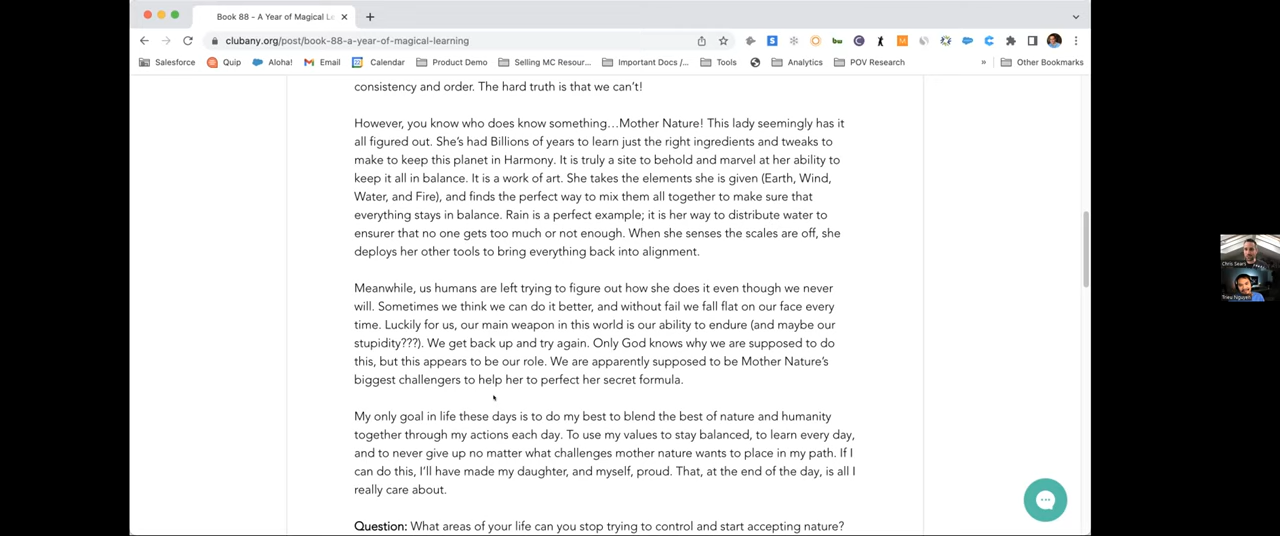 Book 88 - A Year of Magical Le
clubany.org/post/book-88-a-year-of-magical-learning
Salesforce Quip Aloha! Email Calendar Product Demo Selling MC Resour... Important Docs /... Tools Analytics POV Research » Other Bookmarks
consistency and order. The hard truth is that we can't!
However, you know who does know something…Mother Nature! This lady seemingly has it
all figured out. She's had Billions of years to learn just the right ingredients and tweaks to
make to keep this planet in Harmony. It is truly a site to behold and marvel at her ability to
keep it all in balance. It is a work of art. She takes the elements she is given (Earth, Wind,
Water, and Fire), and finds the perfect way to mix them all together to make sure that
everything stays in balance. Rain is a perfect example; it is her way to distribute water to
ensurer that no one gets too much or not enough. When she senses the scales are off, she
deploys her other tools to bring everything back into alignment.
Meanwhile, us humans are left trying to figure out how she does it even though we never
will. Sometimes we think we can do it better, and without fail we fall flat on our face every
time. Luckily for us, our main weapon in this world is our ability to endure (and maybe our
stupidity???). We get back up and try again. Only God knows why we are supposed to do
this, but this appears to be our role. We are apparently supposed to be Mother Nature's
biggest challengers to help her to perfect her secret formula.
My only goal in life these days is to do my best to blend the best of nature and humanity
together through my actions each day. To use my values to stay balanced, to learn every day,
and to never give up no matter what challenges mother nature wants to place in my path. If I
can do this, I'll have made my daughter, and myself, proud. That, at the end of the day, is all I
really care about.
Question: What areas of your life can you stop trying to control and start accepting nature?
Chris Sears
Trieu Nguyen